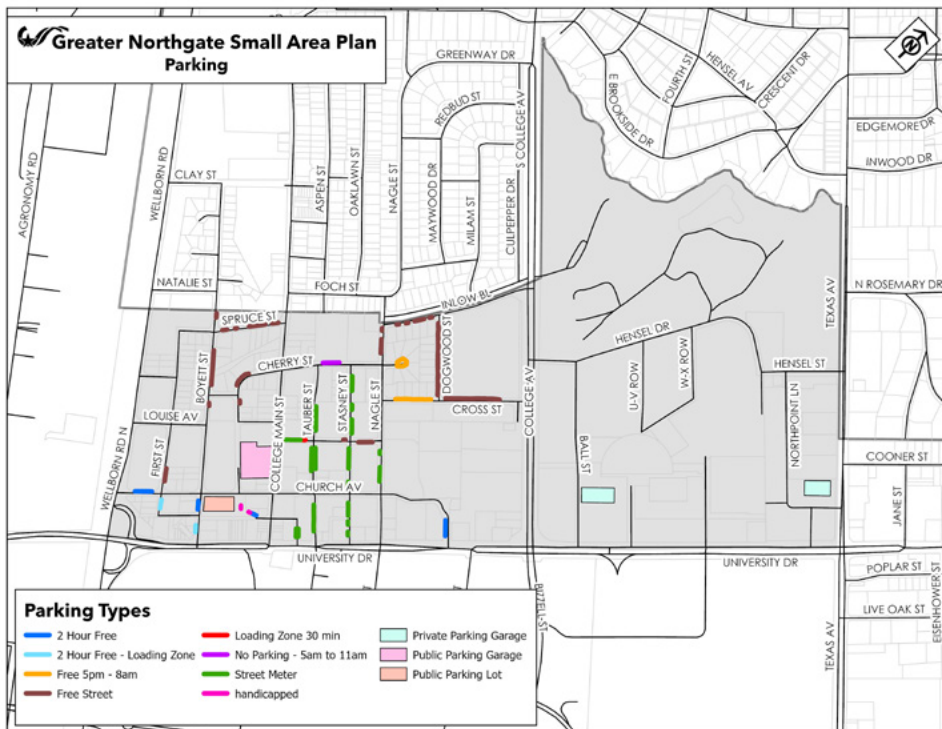 Greater Northgate Small Area Plan
Parking
N
GREENWAY DR
REDBUD ST
S COLLEGE AV
E BROOKSIDE DR
FOURTH ST
HENSEL AV
CRESCENT DR
EDGEMORE DR
INWOOD DR
AGRONOMY RD
WELLBORN RD
CLAY ST
ASPEN ST
OAKLAWN ST
NAGLE ST
MAYWOOD DR
MILAM ST
CULPEPPER DR
NATALIE ST
FOCH ST
INLOW BL
TEXAS AV
N ROSEMARY DR
SPRUCE ST
DOGWOOD ST
HENSEL DR
BOYETT ST
CHERRY ST
U-V ROW
W-X ROW
HENSEL ST
LOUISE AV
COLLEGE MAIN ST
TAUBER ST
STASNEY ST
NAGLE ST
CROSS ST
COLLEGE AV
NORTHPOINT LN
WELLBORN RD N
FIRST ST
BALL ST
COONER ST
CHURCH AV
JANE ST
UNIVERSITY DR
UNIVERSITY DR
POPLAR ST
BIZZELL ST
LIVE OAK ST
EISENHOWER ST
TEXAS AV
Parking Types
2 Hour Free
2 Hour Free - Loading Zone
Free 5pm - 8am
Free Street
Loading Zone 30 min
No Parking - 5am to 11am
Street Meter
handicapped
Private Parking Garage
Public Parking Garage
Public Parking Lot